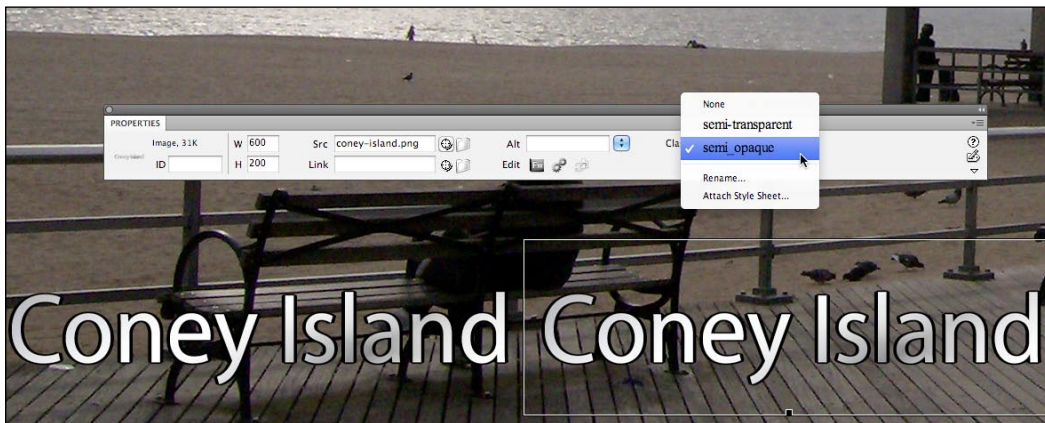 PROPERTIES
Image, 31K
W 600
Src coney-island.png
Alt
Cla
ID
H 200
Link
Edit
None
semi-transparent
semi_opaque
Rename...
Attach Style Sheet...
Coney Island
Coney Island